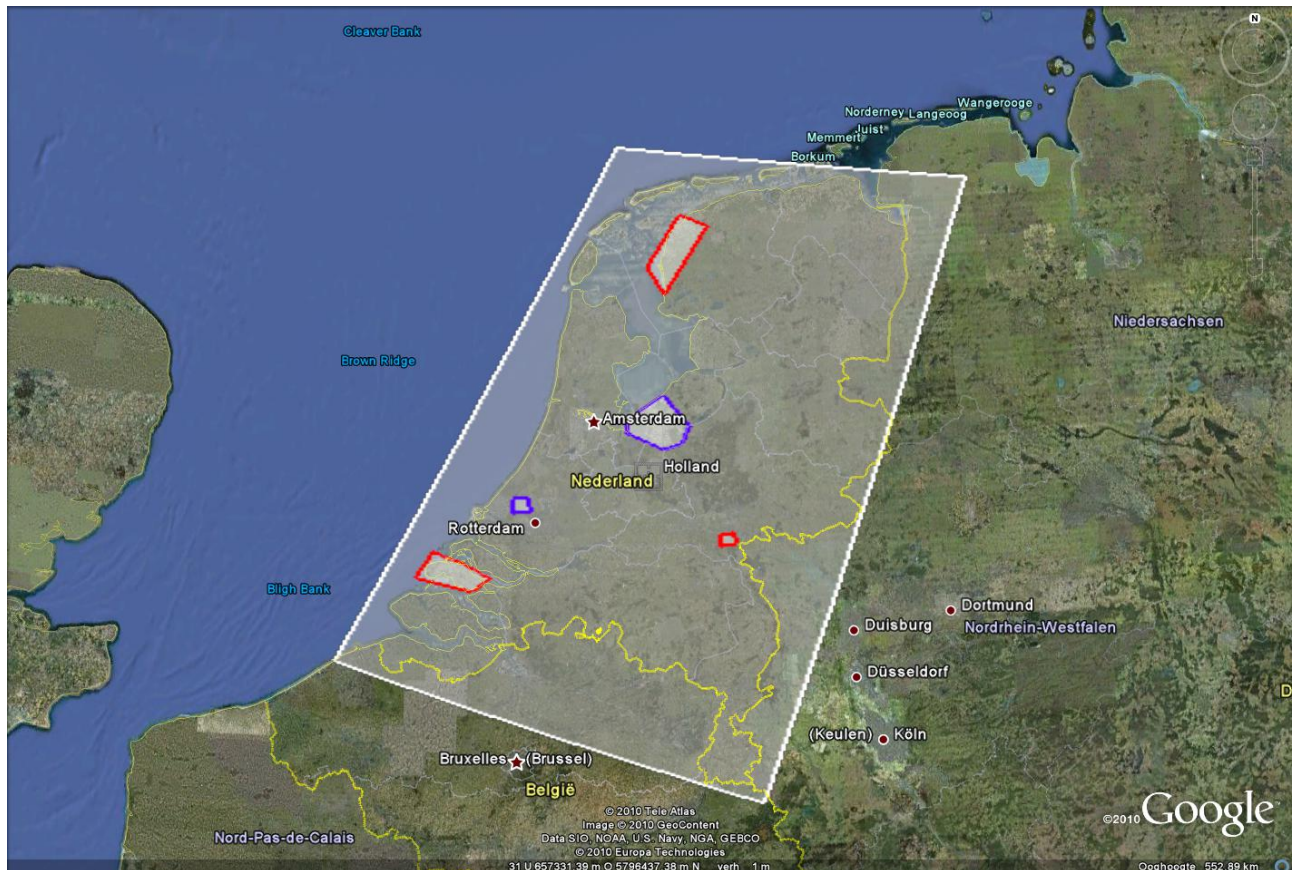 Cleaver Bank
N
Wangerooge
Norderney Langeoog
Juist
Memmert
Borkum
Niedersachsen
Brown Ridge
Amsterdam
Holland
Nederland
Rotterdam
Bligh Bank
Dortmund
Duisburg
Nordrhein-Westfalen
Düsseldorf
D
(Keulen) Köln
Bruxelles (Brussel)
België
©2010 Google
© 2010 Tele Atlas
Image © 2010 GeoContent
Nord-Pas-de-Calais
Data SIO, NOAA, U.S. Navy, NGA, GEBCO
© 2010 Europa Technologies
31 U 657331.39 m O 5796437.38 m N verh 1 m
Ooghoogte 552.89 km